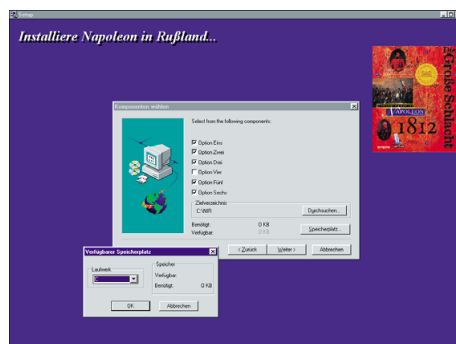 Setup
Installiere Napoleon in Rußland...
Die
Große Schlacht
NAPOLEON
1812
Komponenten wählen
Select from the following components:
Option Eins
Option Zwei
Option Drei
Option Vier
Option Fünf
Option Sechs
Zielverzeichnis
C:\NIR
Durchsuchen...
Benötigt: 0 KB
Verfügbar: 0 KB
Speicherplatz...
< Zurück
Weiter >
Abbrechen
Verfügbarer Speicherplatz
Laufwerk
C
Speicher
Verfügbar:
Benötigt: 0 KB
OK
Abbrechen